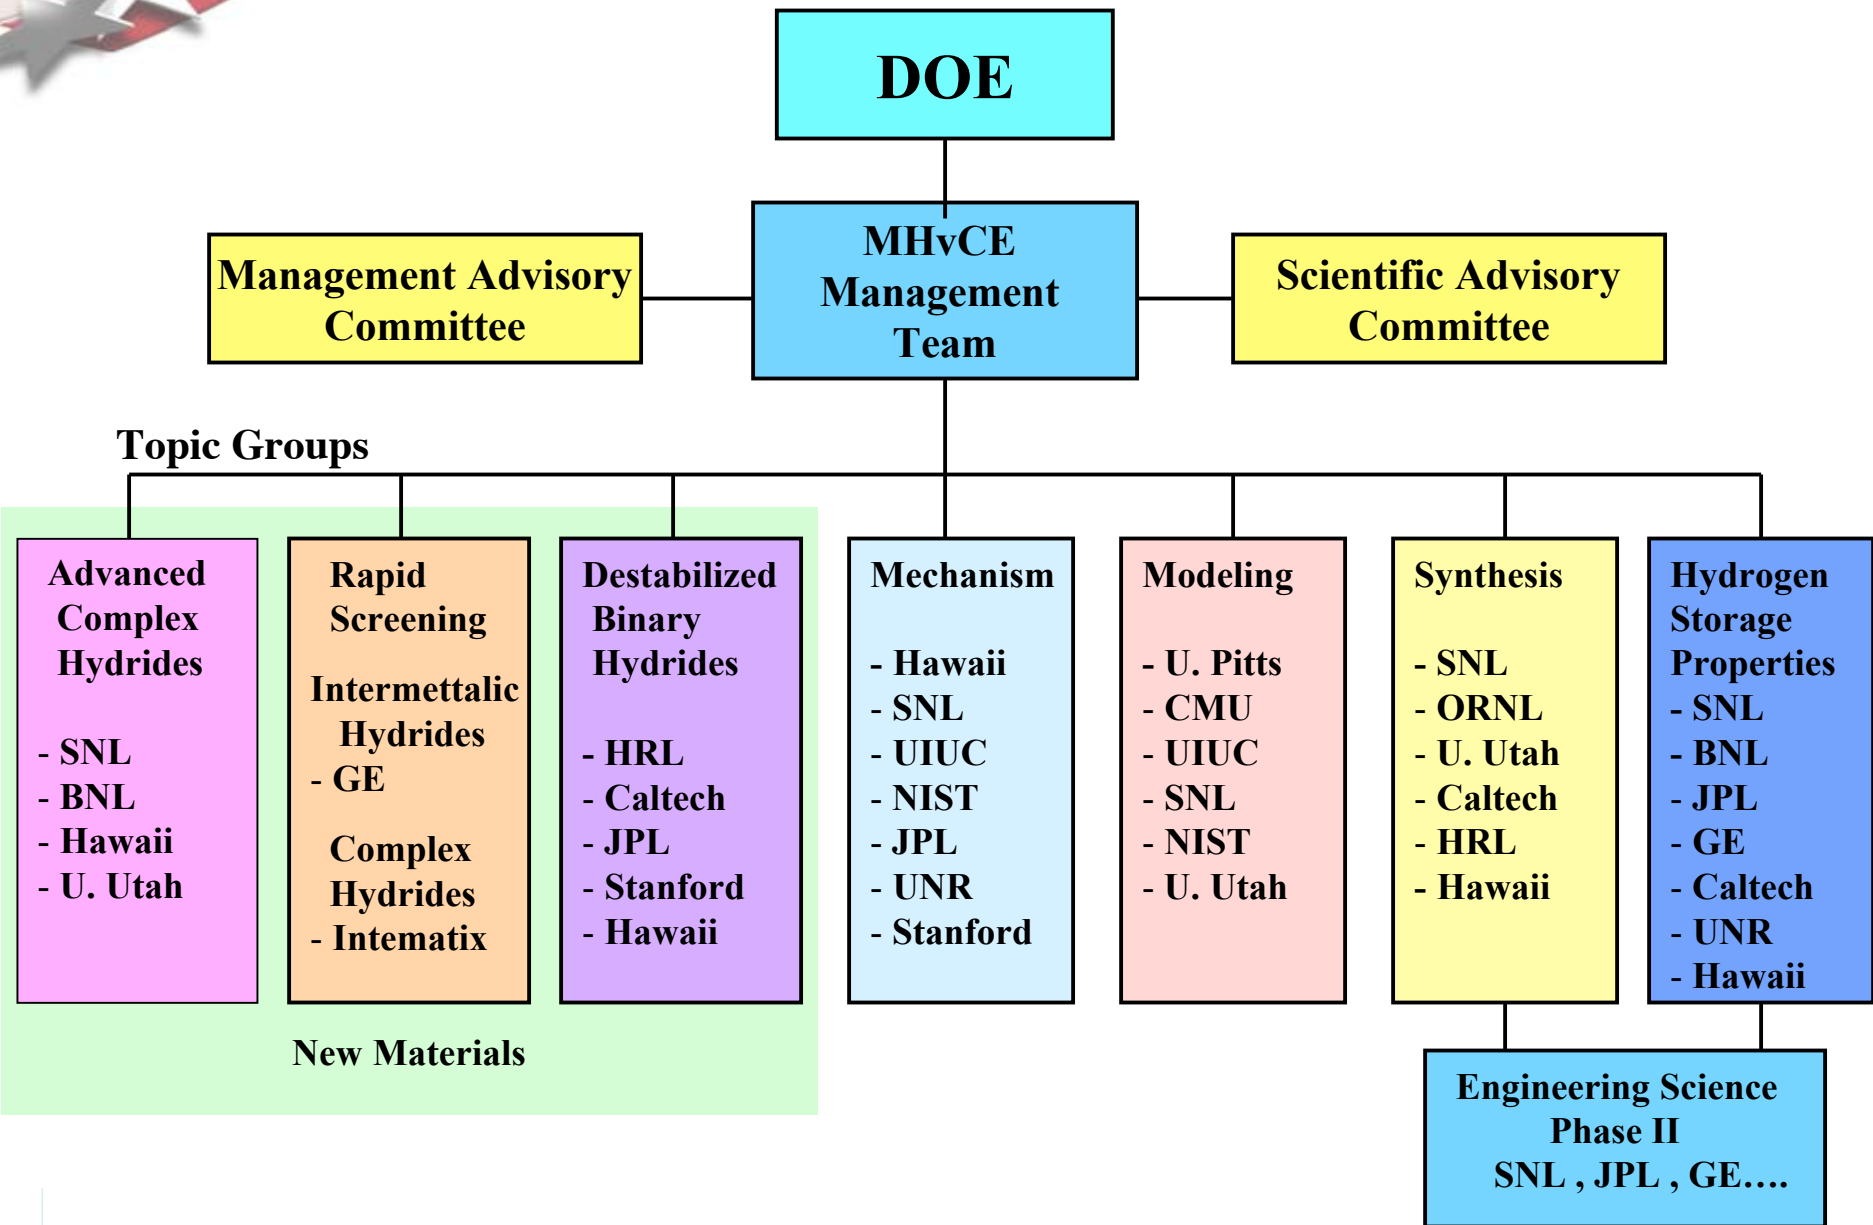 DOE
MHvCE
Management
Team
Management Advisory
Committee
Scientific Advisory
Committee
Topic Groups
Advanced
Complex
Hydrides
- SNL
- BNL
- Hawaii
- U. Utah
Rapid
Screening
Intermettalic
Hydrides
- GE
Complex
Hydrides
- Intematix
Destabilized
Binary
Hydrides
- HRL
- Caltech
- JPL
- Stanford
- Hawaii
New Materials
Mechanism
- Hawaii
- SNL
- UIUC
- NIST
- JPL
- UNR
- Stanford
Modeling
- U. Pitts
- CMU
- UIUC
- SNL
- NIST
- U. Utah
Synthesis
- SNL
- ORNL
- U. Utah
- Caltech
- HRL
- Hawaii
Hydrogen
Storage
Properties
- SNL
- BNL
- JPL
- GE
- Caltech
- UNR
- Hawaii
Engineering Science
Phase II
SNL , JPL , GE….